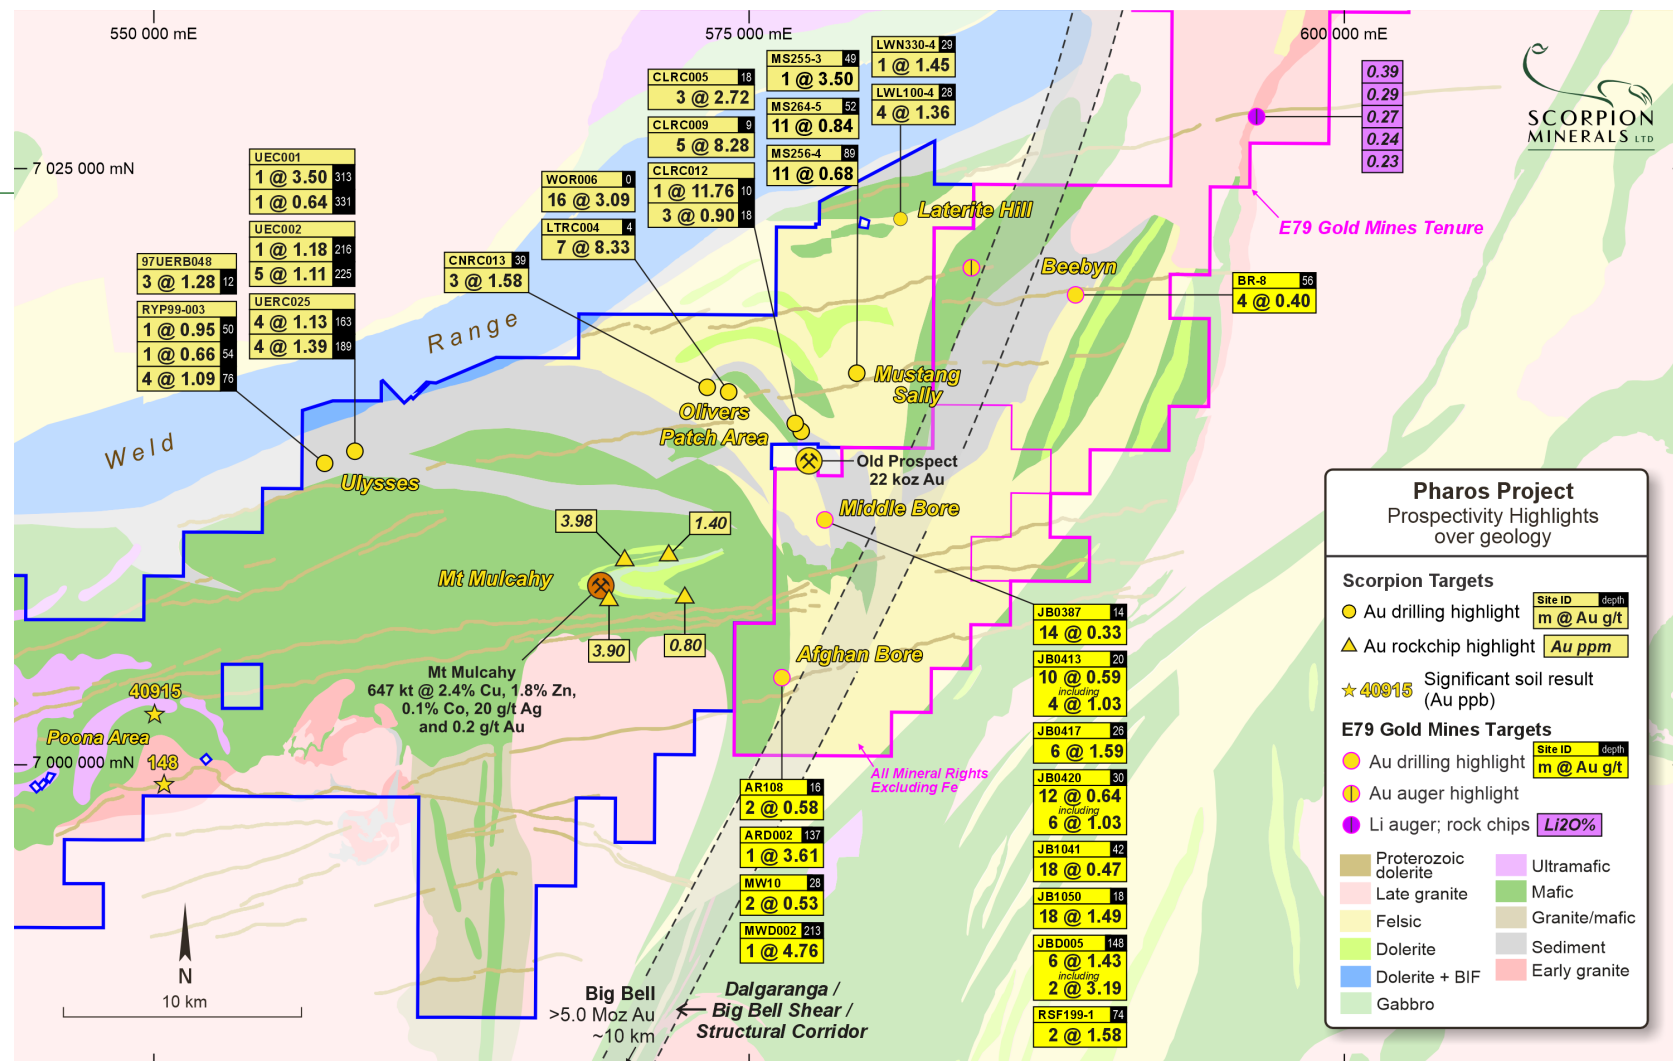 550 000 mE
575 000 mE
600 000 mE
7 025 000 mN
7 000 000 mN
SCORPION
MINERALS LTD
LWN330-4 29
1 @ 1.45
LWL100-4 28
4 @ 1.36
MS255-3 49
1 @ 3.50
MS264-5 52
11 @ 0.84
MS256-4 89
11 @ 0.68
CLRC005 18
3 @ 2.72
CLRC009 9
5 @ 8.28
CLRC012
1 @ 11.76 10
3 @ 0.90 18
WOR006 0
16 @ 3.09
LTRC004 4
7 @ 8.33
CNRC013 39
3 @ 1.58
UEC001
1 @ 3.50 313
1 @ 0.64 331
UEC002
1 @ 1.18 216
5 @ 1.11 225
UERC025
4 @ 1.13 163
4 @ 1.39 189
97UERB048
3 @ 1.28 12
RYP99-003
1 @ 0.95 50
1 @ 0.66 54
4 @ 1.09 76
0.39
0.29
0.27
0.24
0.23
E79 Gold Mines Tenure
BR-8 56
4 @ 0.40
Weld
Range
Laterite Hill
Beebyn
Mustang
Sally
Olivers
Patch Area
Ulysses
Old Prospect
22 koz Au
Middle Bore
Mt Mulcahy
3.98
1.40
3.90
0.80
Mt Mulcahy
647 kt @ 2.4% Cu, 1.8% Zn,
0.1% Co, 20 g/t Ag
and 0.2 g/t Au
Afghan Bore
40915
Poona Area
148
All Mineral Rights
Excluding Fe
AR108 16
2 @ 0.58
ARD002 137
1 @ 3.61
MW10 28
2 @ 0.53
MWD002 213
1 @ 4.76
JB0387 14
14 @ 0.33
JB0413 20
10 @ 0.59
including
4 @ 1.03
JB0417 26
6 @ 1.59
JB0420 30
12 @ 0.64
including
6 @ 1.03
JB1041 42
18 @ 0.47
JB1050 18
18 @ 1.49
JBD005 148
6 @ 1.43
including
2 @ 3.19
RSF199-1 74
2 @ 1.58
N
10 km
Big Bell
>5.0 Moz Au
~10 km
Dalgaranga /
Big Bell Shear /
Structural Corridor
Pharos Project
Prospectivity Highlights
over geology
Scorpion Targets
Au drilling highlight
Site ID depth
m @ Au g/t
Au rockchip highlight
Au ppm
40915
Significant soil result
(Au ppb)
E79 Gold Mines Targets
Au drilling highlight
Site ID depth
m @ Au g/t
Au auger highlight
Li auger; rock chips
Li2O%
Proterozoic
dolerite
Late granite
Felsic
Dolerite
Dolerite + BIF
Gabbro
Ultramafic
Mafic
Granite/mafic
Sediment
Early granite